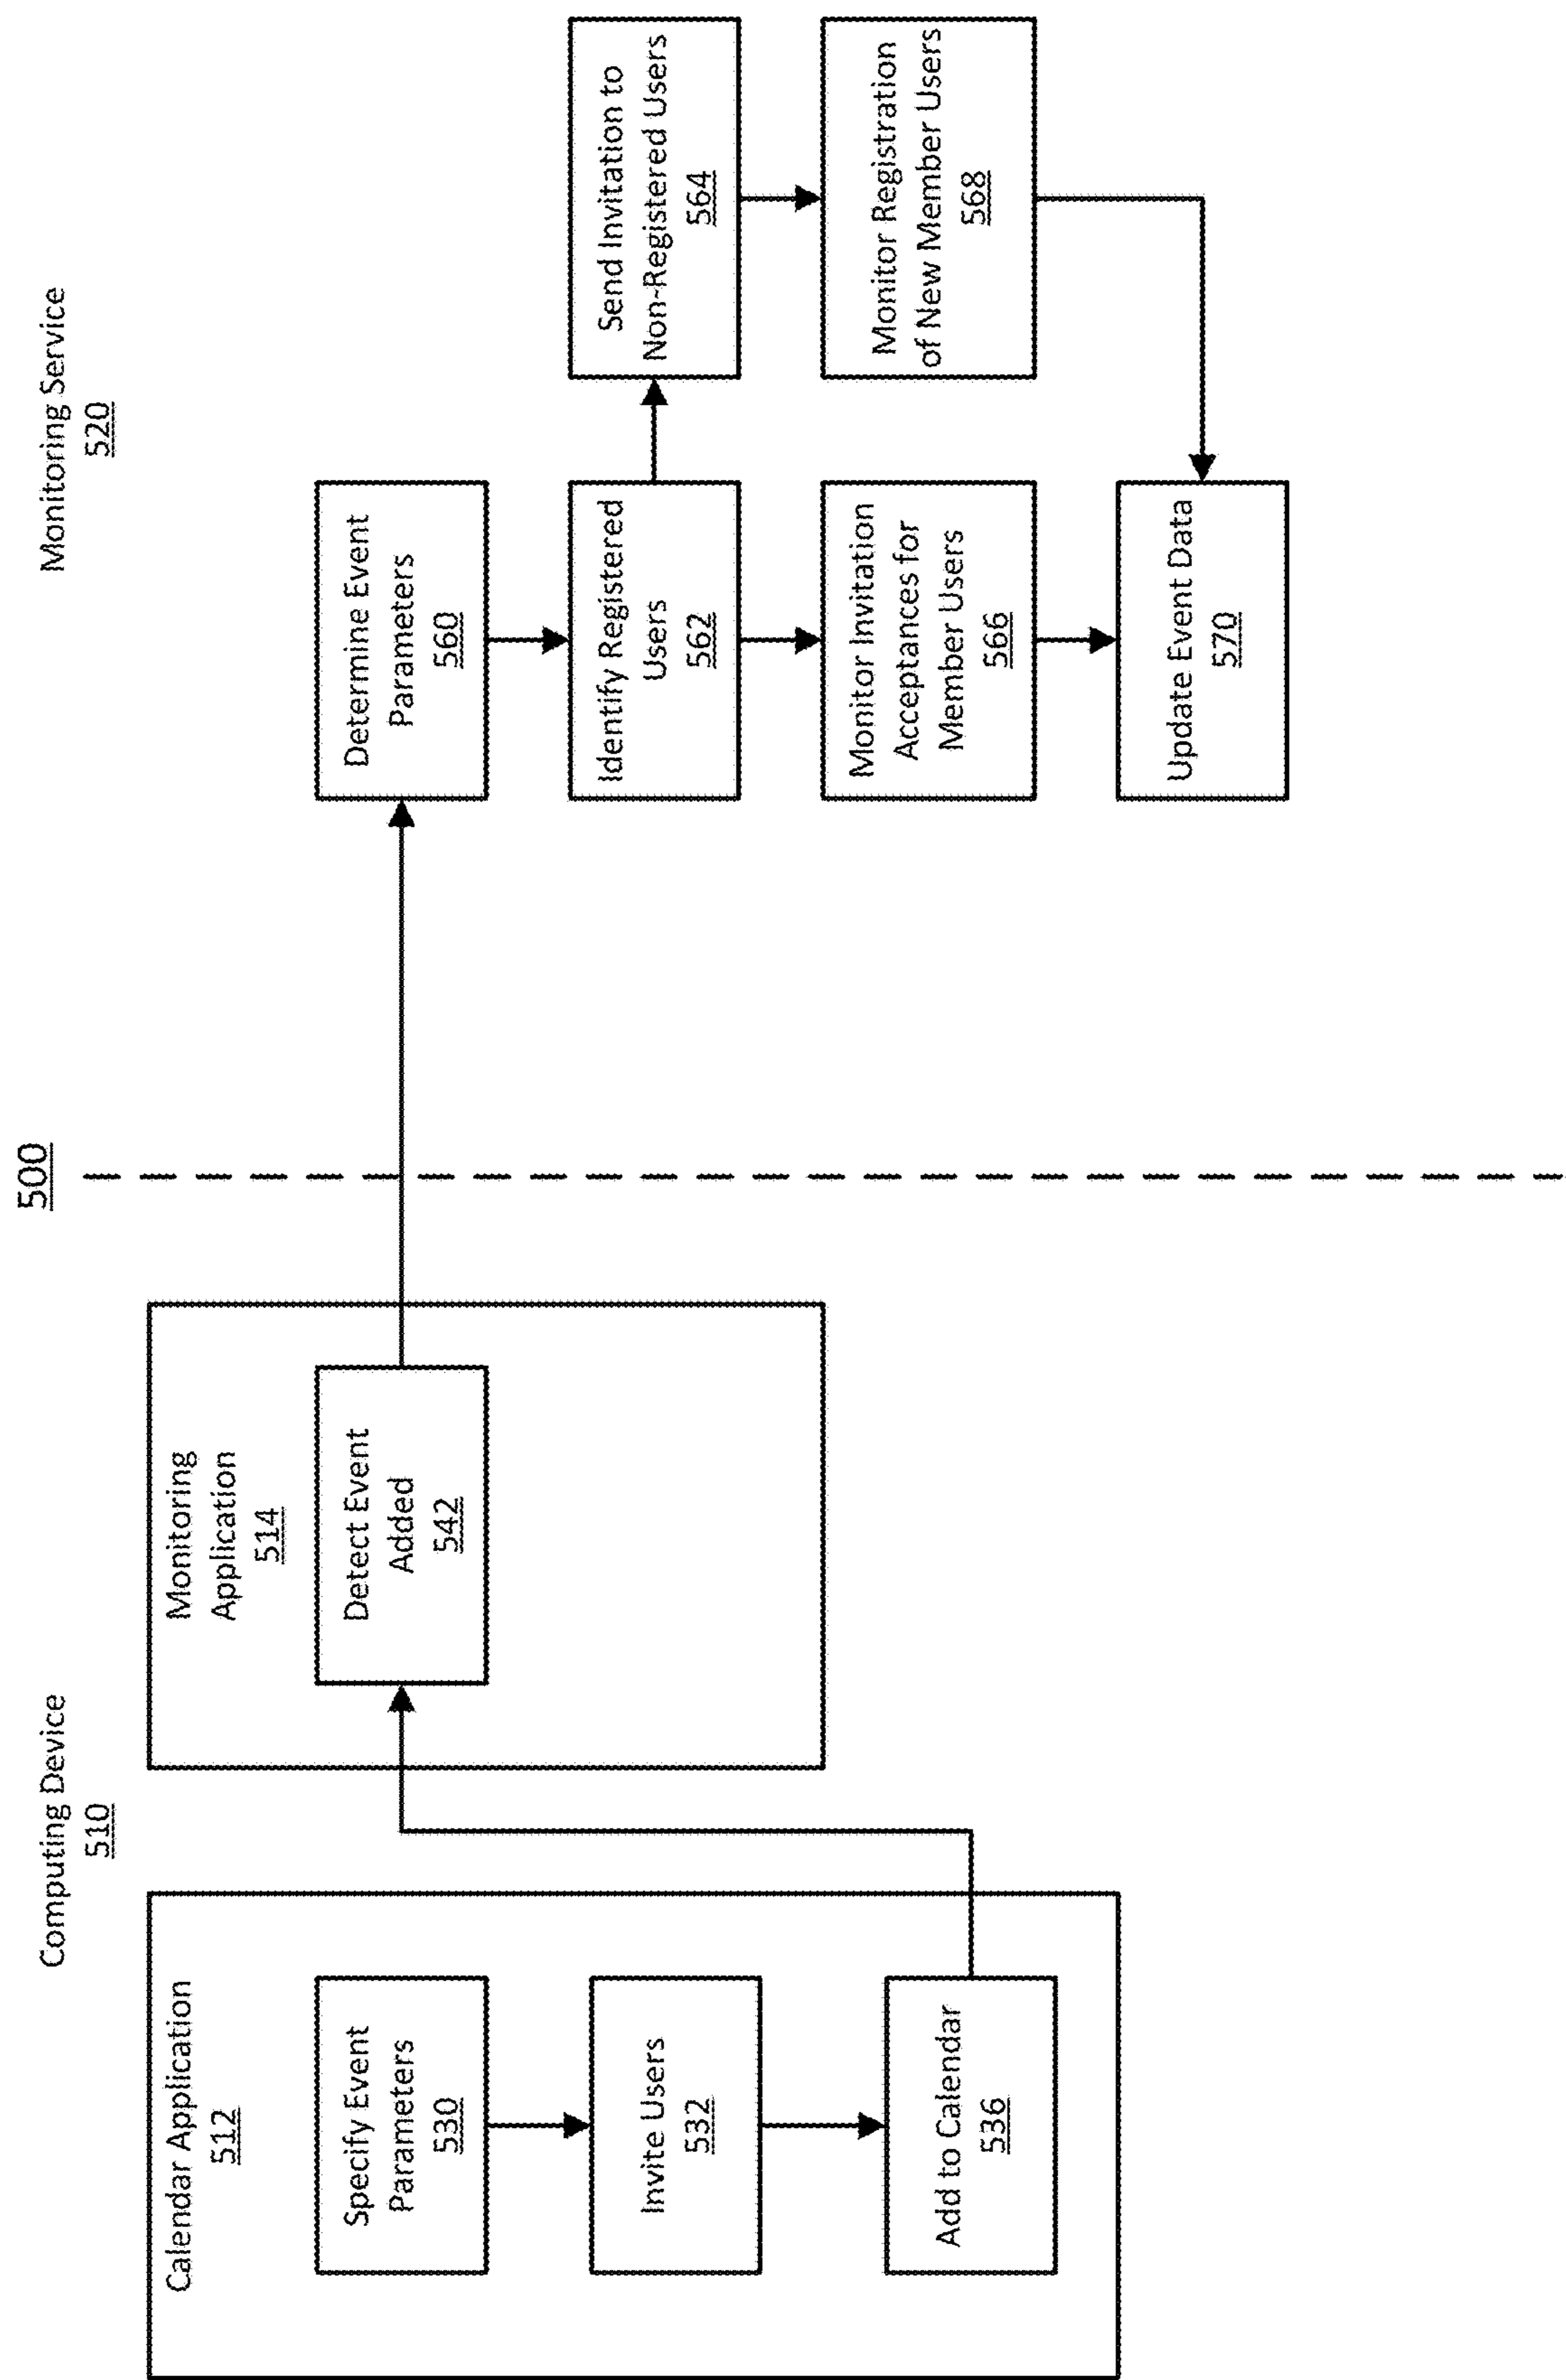 500
Computing Device
510
Monitoring Service
520
Calendar Application
512
Specify Event
Parameters
530
Invite Users
532
Add to Calendar
536
Monitoring
Application
514
Detect Event
Added
542
Determine Event
Parameters
560
Identify Registered
Users
562
Send Invitation to
Non-Registered Users
564
Monitor Invitation
Acceptances for
Member Users
566
Monitor Registration
of New Member Users
568
Update Event Data
570